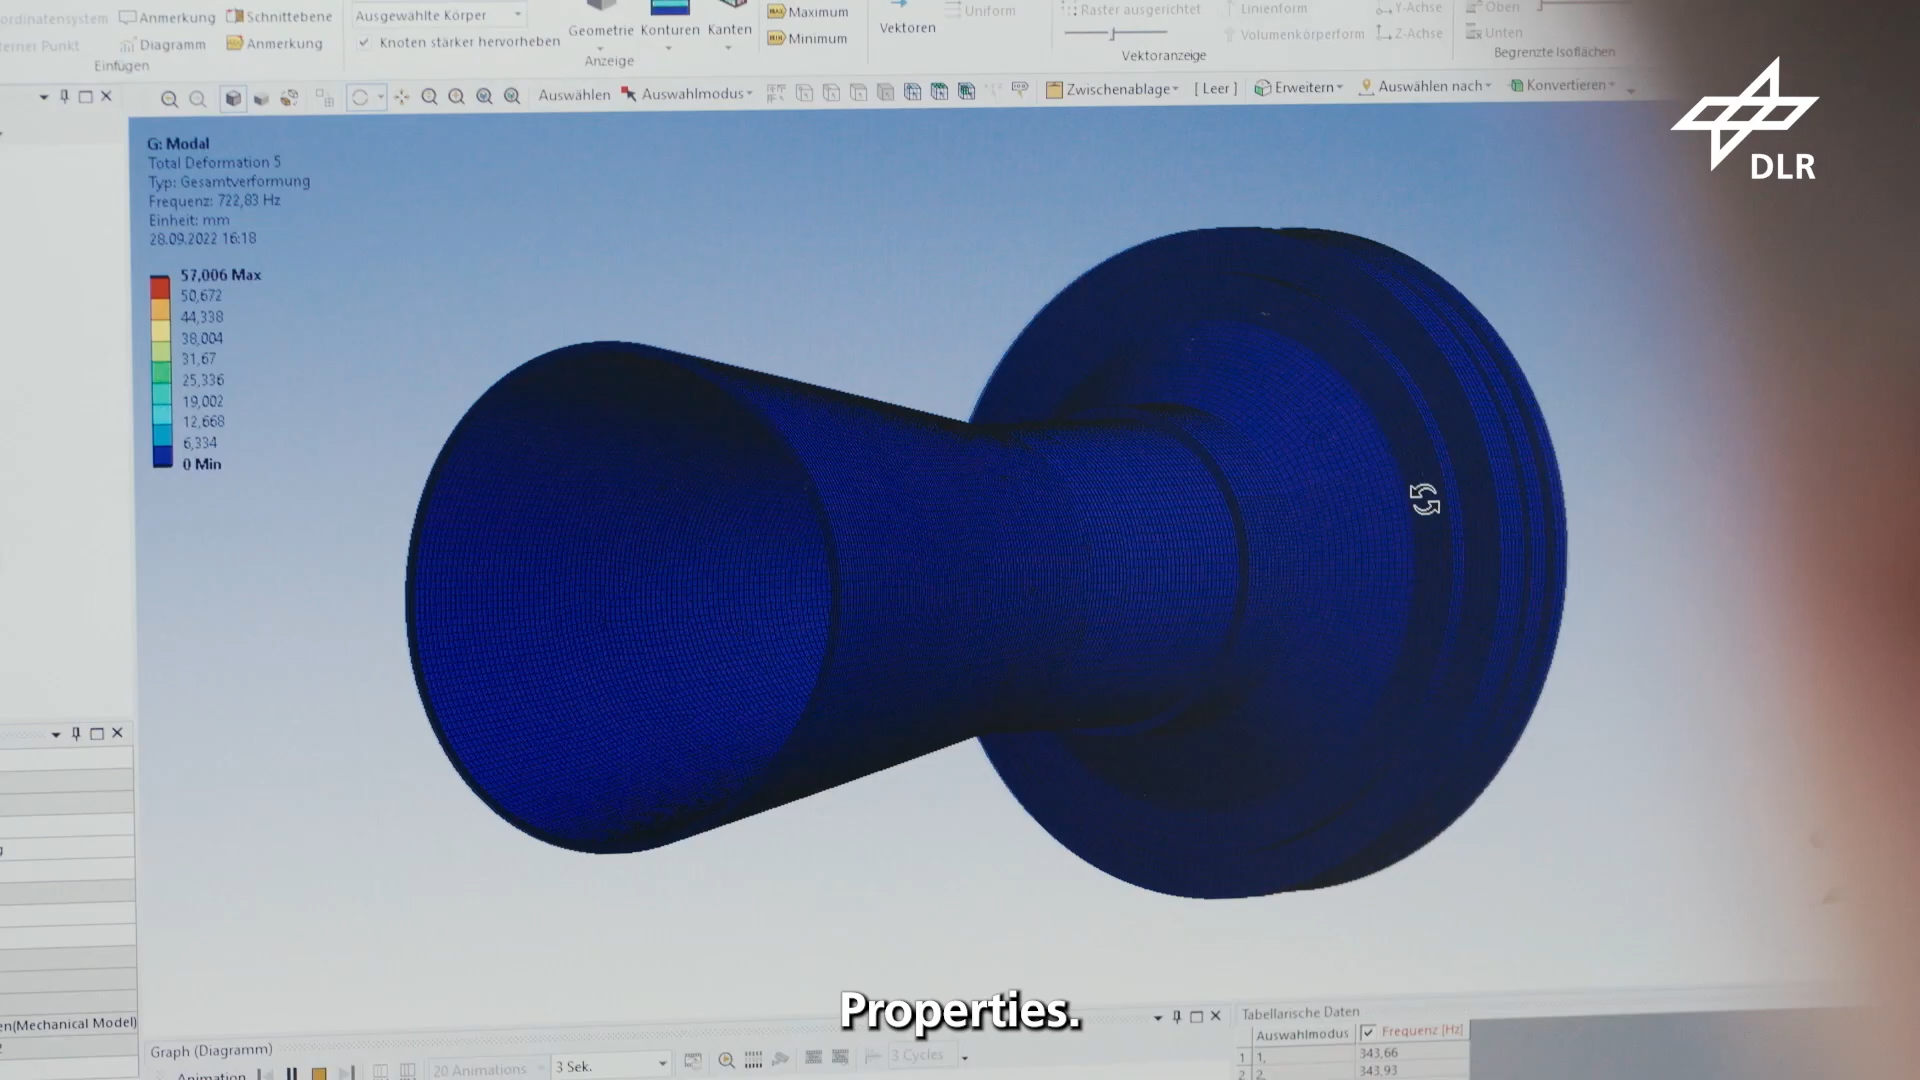 Anmerkung
Schnittebene
Ausgewählte Körper
Diagramm
Anmerkung
Knoten stärker hervorheben
Einfügen
Geometrie Konturen Kanten
Anzeige
Maximum
Minimum
Vektoren
Uniform
Raster ausgerichtet
Vektoranzeige
Linienform
Volumenkörperform
Y-Achse
Z-Achse
Oben
Unten
Begrenzte Isoflächen
Auswählen Auswahlmodus
Zwischenablage [ Leer ] Erweitern Auswählen nach Konvertieren
DLR
G: Modal
Total Deformation 5
Typ: Gesamtverformung
Frequenz: 722,83 Hz
Einheit: mm
28.09.2022 16:18
57,006 Max
50,672
44,338
38,004
31,67
25,336
19,002
12,668
6,334
0 Min
Properties.
en(Mechanical Model)
Graph (Diagramm)
Animation
20 Animations
3 Sek.
3 Cycles
Tabellarische Daten
Auswahlmodus Frequenz [Hz]
1 1, 343,66
2 2, 343,93